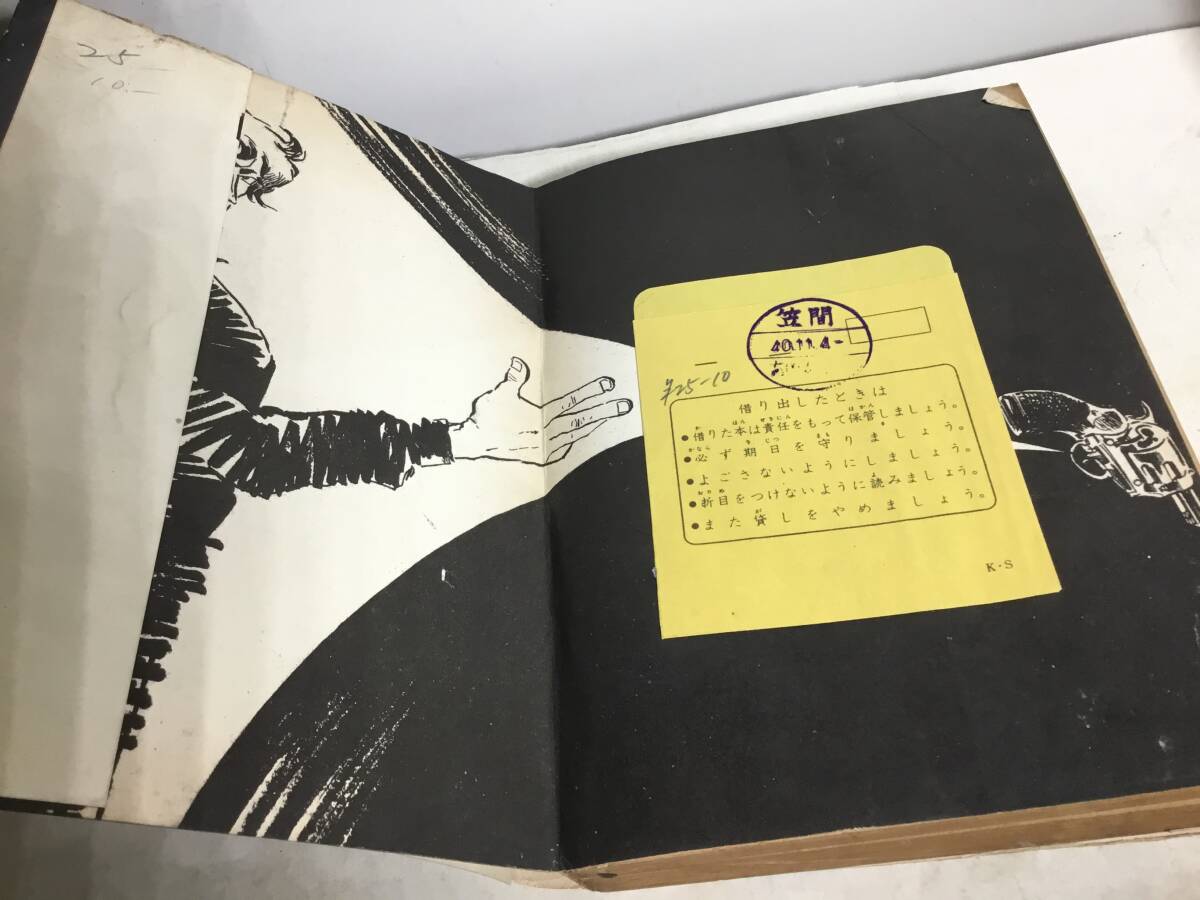 25
10.-
笠間
40.11.4-
¥25-10
借り出したときは
●借りた本は責任をもって保管しましょう。
●必ず期日を守りましょう。
●よごさないようにしましょう。
●折目をつけないように読みましょう。
●また貸しをやめましょう。
K・S